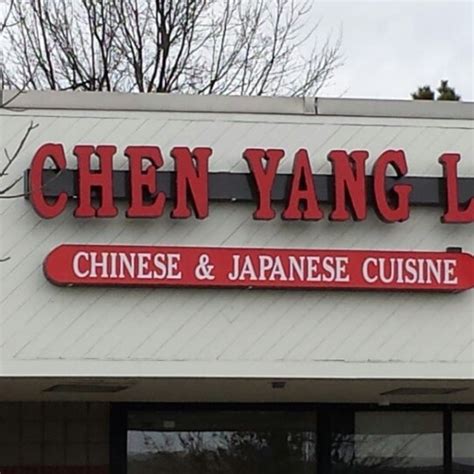 CHEN YANG L
CHINESE & JAPANESE CUISINE